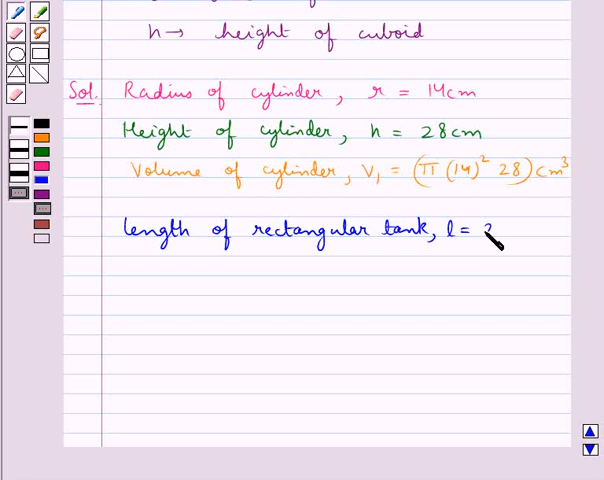 h → height of cuboid
Sol. Radius of cylinder, r = 14cm
Height of cylinder, h = 28cm
Volume of cylinder, V₁ = (π (14)² 28) cm³
length of rectangular tank, l =